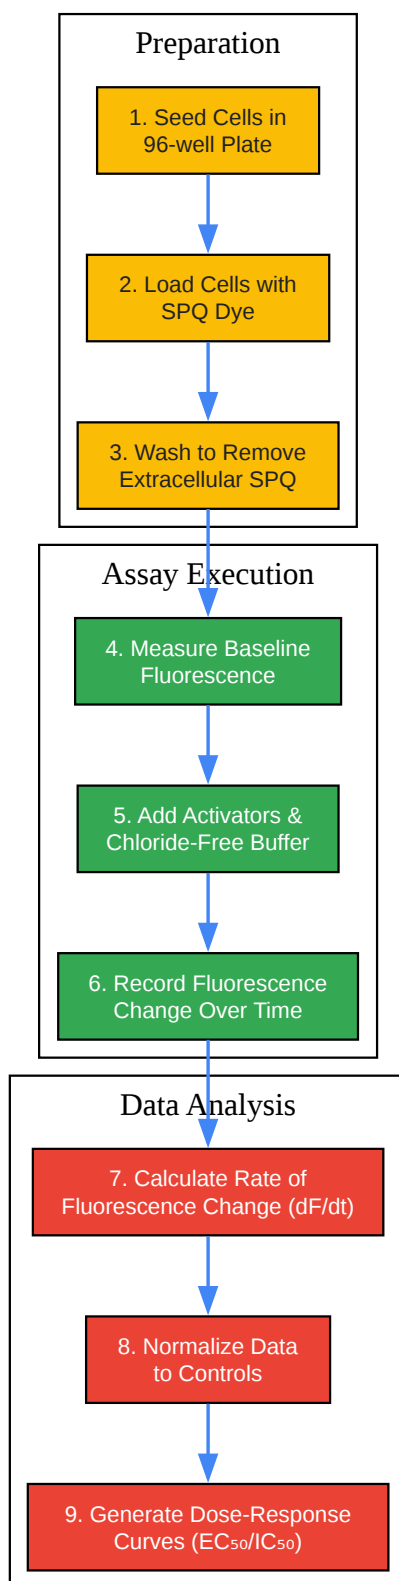 Preparation
1. Seed Cells in
96-well Plate
2. Load Cells with
SPQ Dye
3. Wash to Remove
Extracellular SPQ
Assay Execution
4. Measure Baseline
Fluorescence
5. Add Activators &
Chloride-Free Buffer
6. Record Fluorescence
Change Over Time
Data Analysis
7. Calculate Rate of
Fluorescence Change (dF/dt)
8. Normalize Data
to Controls
9. Generate Dose-Response
Curves (EC₅₀/IC₅₀)